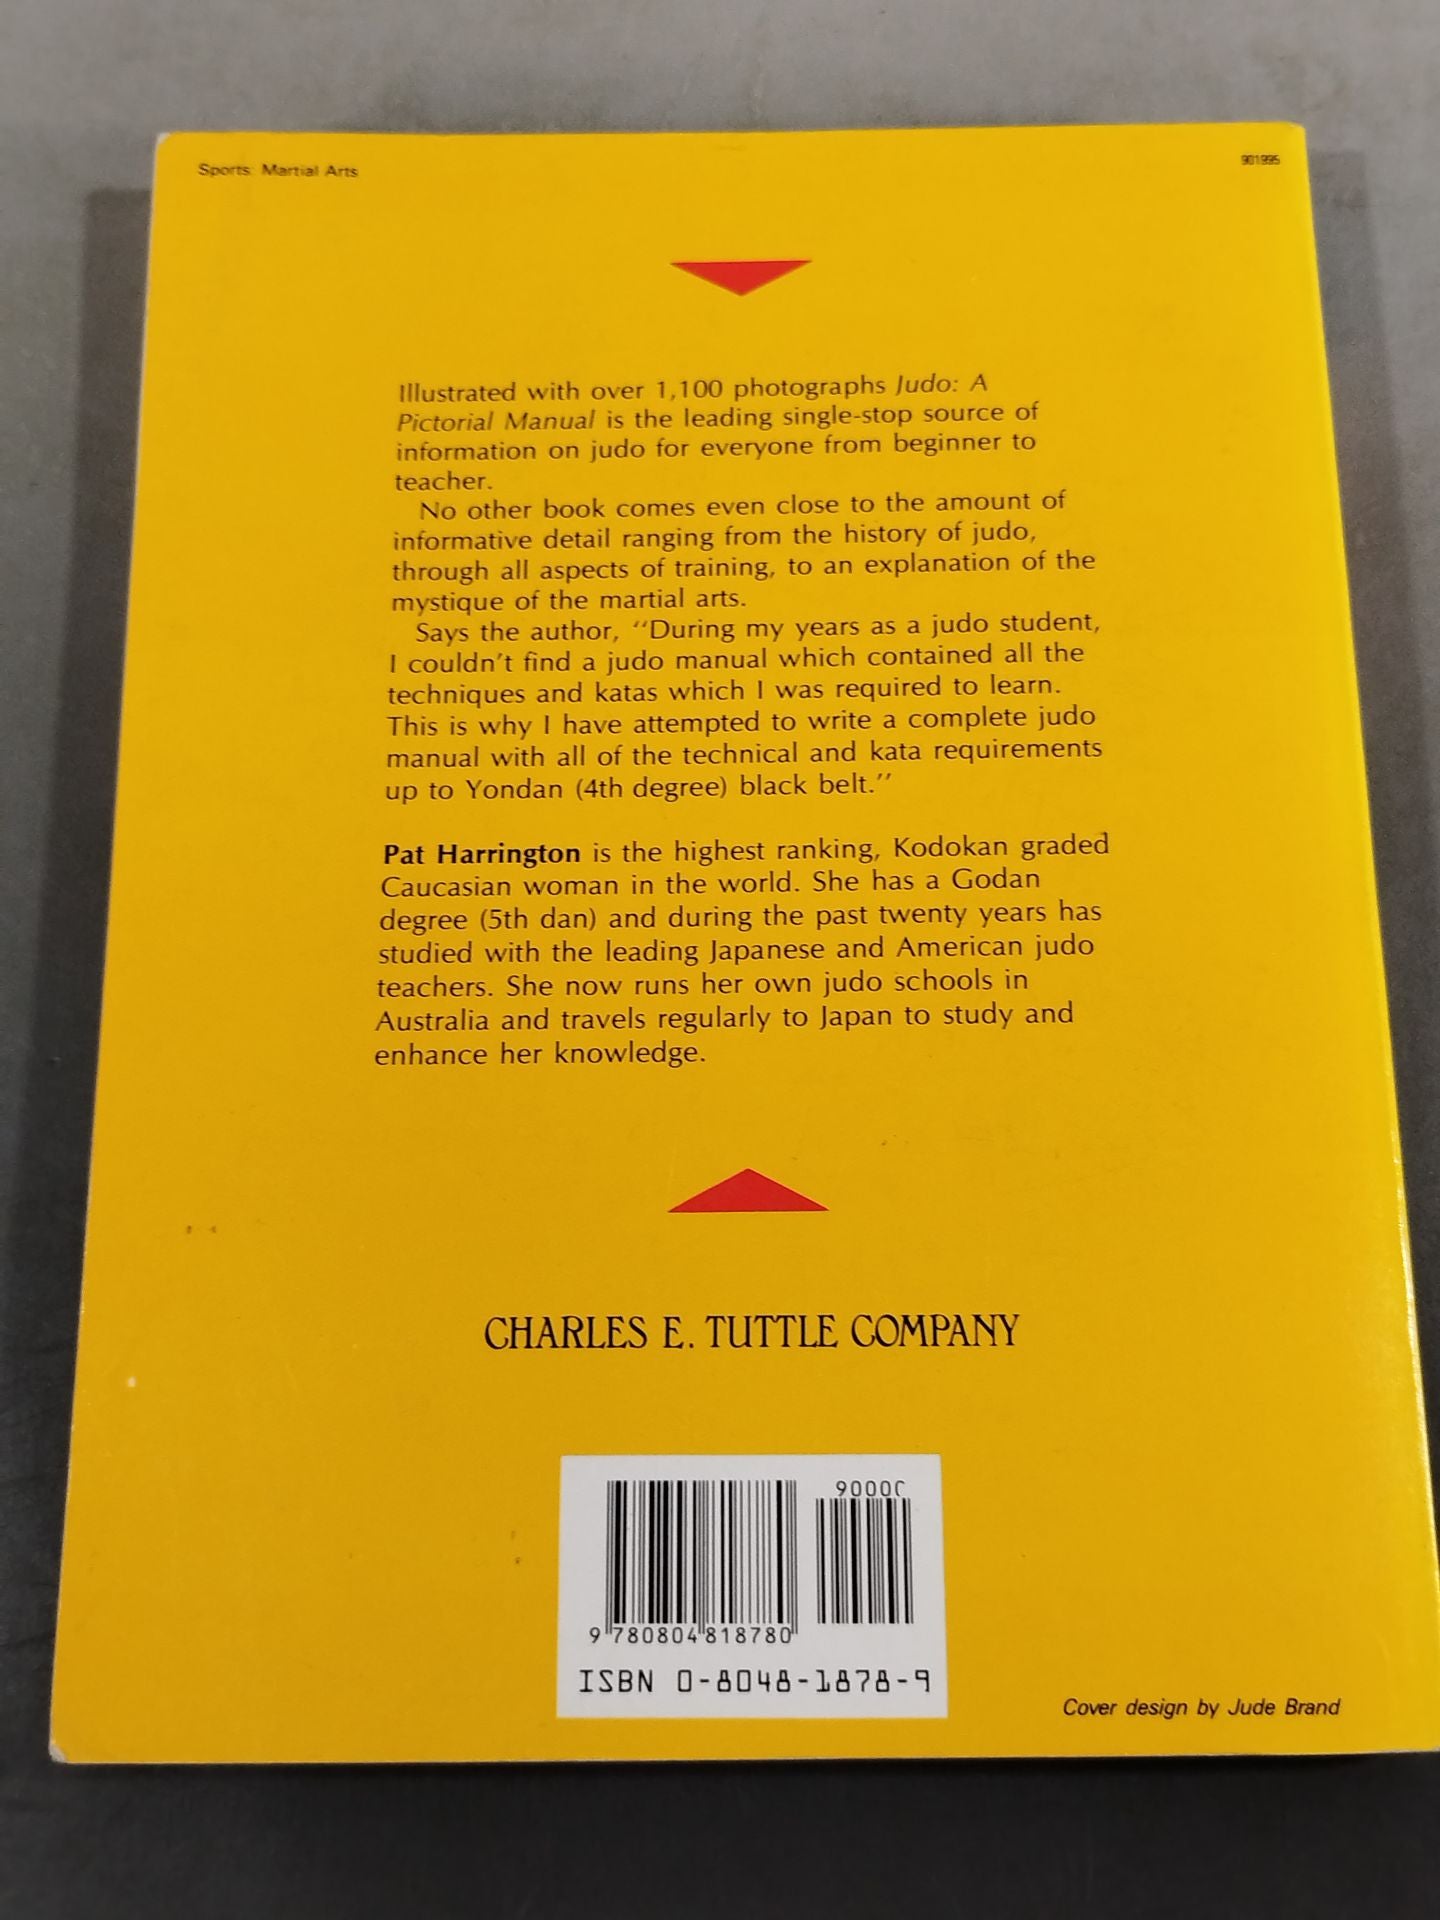 Sports: Martial Arts
901995
Illustrated with over 1,100 photographs Judo: A
Pictorial Manual is the leading single-stop source of
information on judo for everyone from beginner to
teacher.
No other book comes even close to the amount of
informative detail ranging from the history of judo,
through all aspects of training, to an explanation of the
mystique of the martial arts.
Says the author, “During my years as a judo student,
I couldn’t find a judo manual which contained all the
techniques and katas which I was required to learn.
This is why I have attempted to write a complete judo
manual with all of the technical and kata requirements
up to Yondan (4th degree) black belt.”
Pat Harrington is the highest ranking, Kodokan graded
Caucasian woman in the world. She has a Godan
degree (5th dan) and during the past twenty years has
studied with the leading Japanese and American judo
teachers. She now runs her own judo schools in
Australia and travels regularly to Japan to study and
enhance her knowledge.
CHARLES E. TUTTLE COMPANY
90000
9 780804 818780
ISBN 0-8048-1878-9
Cover design by Jude Brand